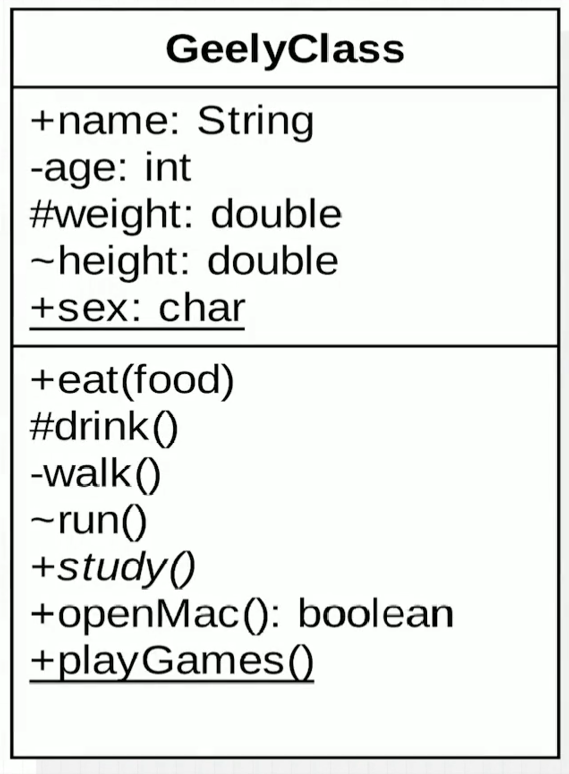 GeelyClass
+name: String
-age: int
#weight: double
~height: double
+sex: char
+eat(food)
#drink()
-walk()
~run()
+study()
+openMac(): boolean
+playGames()